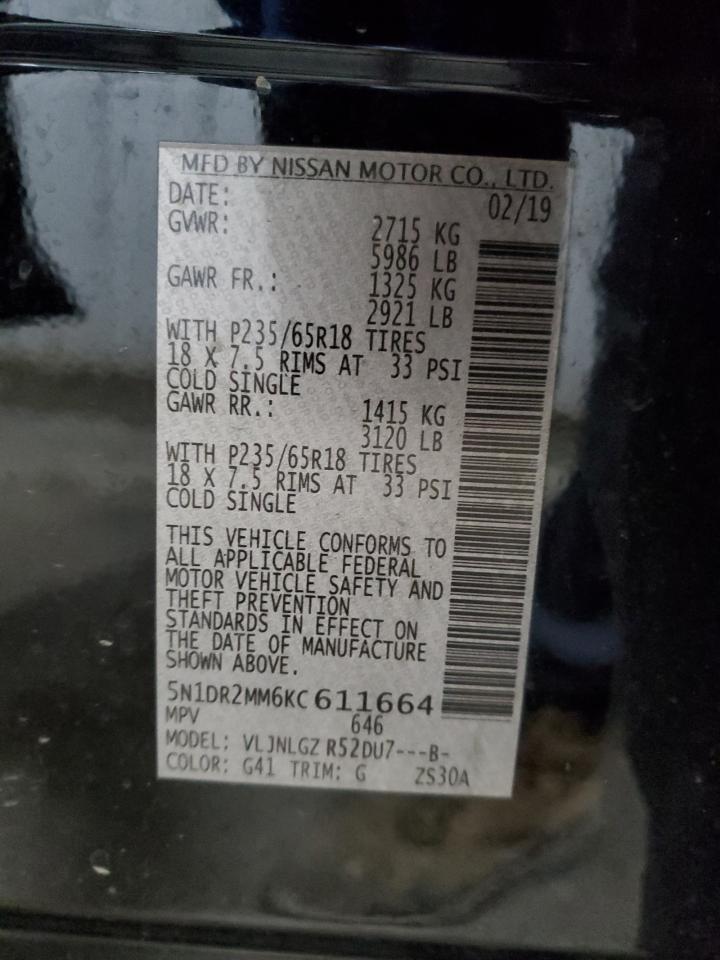 MFD BY NISSAN MOTOR CO., LTD.
DATE: 02/19
GVWR: 2715 KG
5986 LB
GAWR FR.: 1325 KG
2921 LB
WITH P235/65R18 TIRES
18 X 7.5 RIMS AT 33 PSI
COLD SINGLE
GAWR RR.: 1415 KG
3120 LB
WITH P235/65R18 TIRES
18 X 7.5 RIMS AT 33 PSI
COLD SINGLE
THIS VEHICLE CONFORMS TO
ALL APPLICABLE FEDERAL
MOTOR VEHICLE SAFETY AND
THEFT PREVENTION
STANDARDS IN EFFECT ON
THE DATE OF MANUFACTURE
SHOWN ABOVE.
5N1DR2MM6KC611664
MPV 646
MODEL: VLJNLGZ R52DU7---B-
COLOR: G41 TRIM: G ZS30A